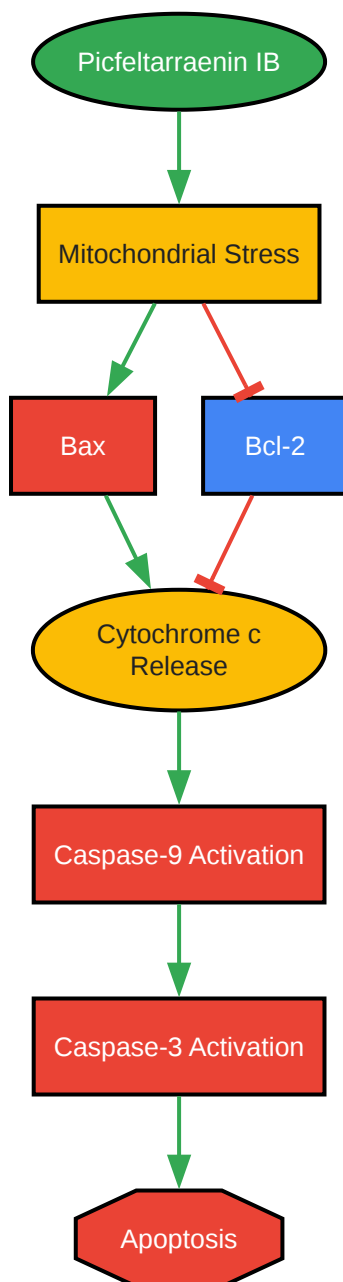 Picfeltarraenin IB
Mitochondrial Stress
Bax
Bcl-2
Cytochrome c
Release
Caspase-9 Activation
Caspase-3 Activation
Apoptosis